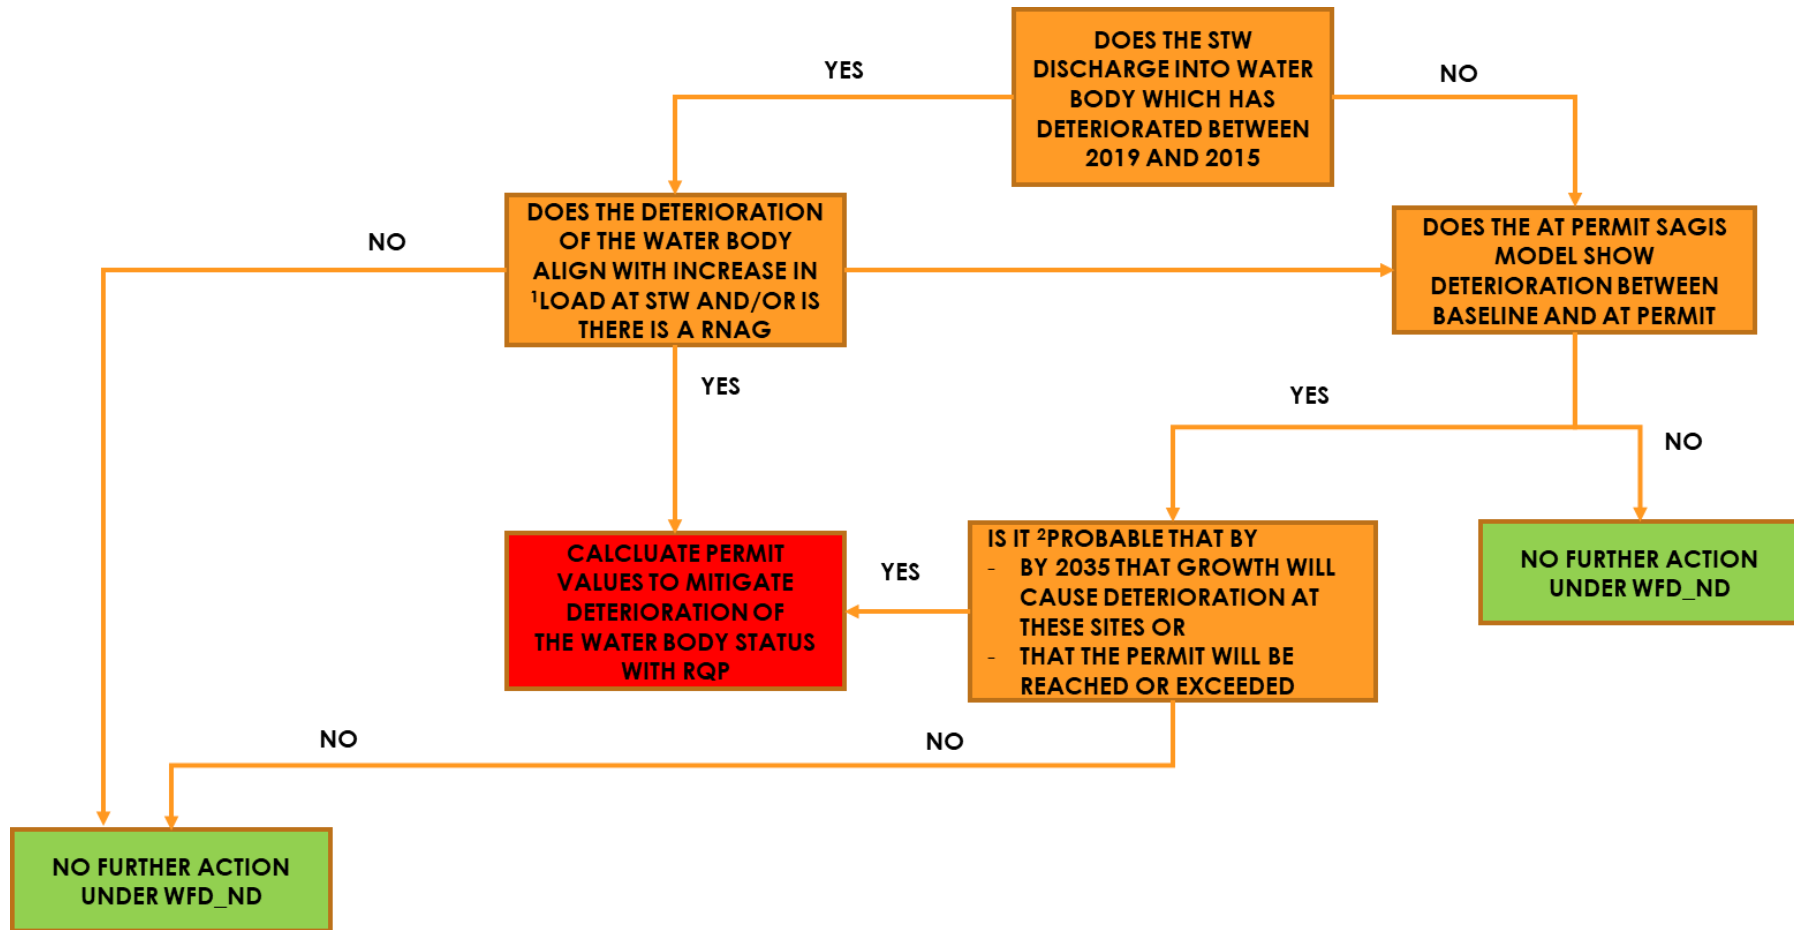 DOES THE STW
DISCHARGE INTO WATER
BODY WHICH HAS
DETERIORATED BETWEEN
2019 AND 2015
YES
NO
DOES THE DETERIORATION
OF THE WATER BODY
ALIGN WITH INCREASE IN
¹LOAD AT STW AND/OR IS
THERE IS A RNAG
NO
DOES THE AT PERMIT SAGIS
MODEL SHOW
DETERIORATION BETWEEN
BASELINE AND AT PERMIT
YES
YES
NO
CALCLUATE PERMIT
VALUES TO MITIGATE
DETERIORATION OF
THE WATER BODY STATUS
WITH RQP
YES
IS IT ²PROBABLE THAT BY
- BY 2035 THAT GROWTH WILL
CAUSE DETERIORATION AT
THESE SITES OR
- THAT THE PERMIT WILL BE
REACHED OR EXCEEDED
NO FURTHER ACTION
UNDER WFD_ND
NO
NO
NO FURTHER ACTION
UNDER WFD_ND